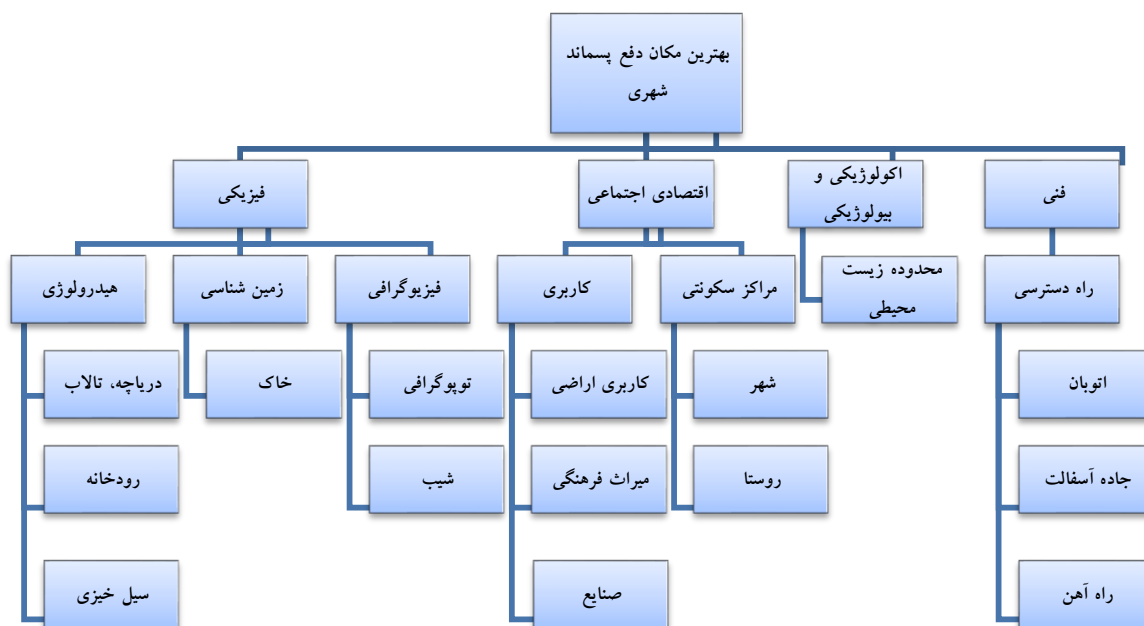 بهترین مکان دفع پسماند
شهری
فنی
اکولوژیکی و
بیولوژیکی
اقتصادی اجتماعی
فیزیکی
راه دسترسی
محدوده زیست
محیطی
مراکز سکونتی
کاربری
فیزیوگرافی
زمین شناسی
هیدرولوژی
اتوبان
شهر
کاربری اراضی
توپوگرافی
خاک
دریاچه، تالاب
جاده آسفالت
روستا
میراث فرهنگی
شیب
رودخانه
راه آهن
صنایع
سیل خیزی